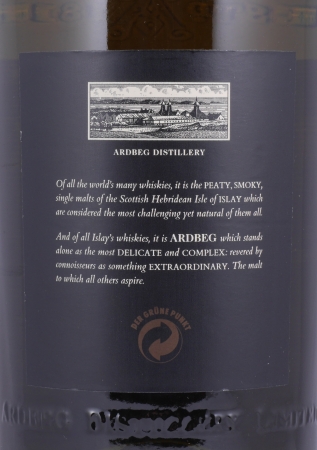 ARDBEG DISTILLERY
Of all the world's many whiskies, it is the PEATY, SMOKY,
single malts of the Scottish Hebridean Isle of ISLAY which
are considered the most challenging yet natural of them all.
And of all Islay's whiskies, it is ARDBEG which stands
alone as the most DELICATE and COMPLEX: revered by
connoisseurs as something EXTRAORDINARY. The malt
to which all others aspire.
DER GRÜNE PUNKT
ARDBEG